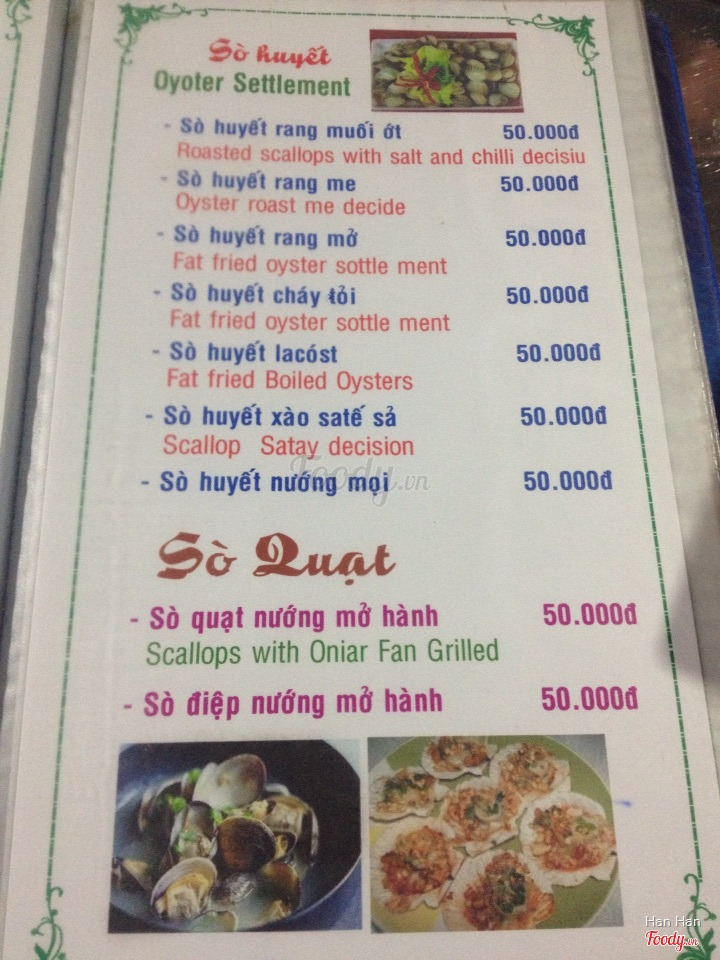 Sò huyết
Oyoter Settlement
- Sò huyết rang muối ớt 50.000đ
Roasted scallops with salt and chilli decisiu
- Sò huyết rang me 50.000đ
Oyster roast me decide
- Sò huyết rang mở 50.000đ
Fat fried oyster sottle ment
- Sò huyết cháy tỏi 50.000đ
Fat fried oyster sottle ment
- Sò huyết lacóst 50.000đ
Fat fried Boiled Oysters
- Sò huyết xào satế sả 50.000đ
Scallop Satay decision
- Sò huyết nướng mọi 50.000đ
Foody.vn
Sò Quạt
- Sò quạt nướng mở hành 50.000đ
Scallops with Oniar Fan Grilled
- Sò điệp nướng mở hành 50.000đ
Han Han
Foody.vn